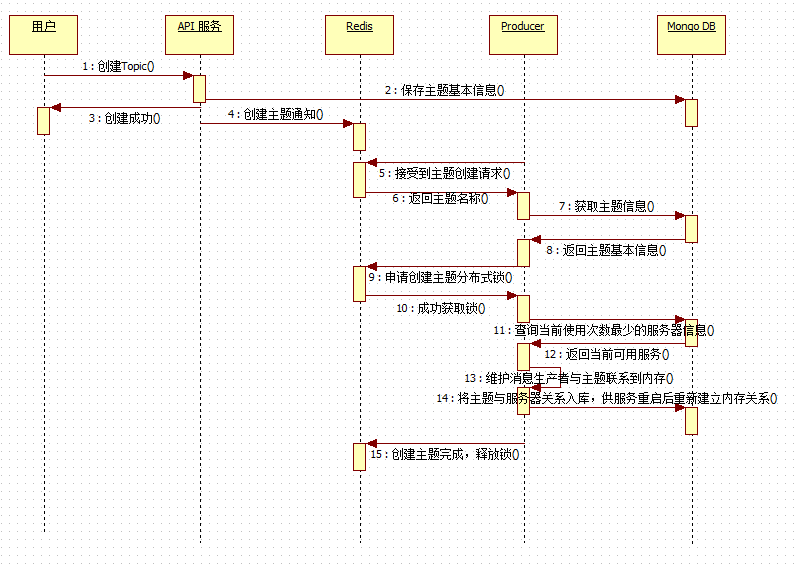 用户
API 服务
Redis
Producer
Mongo DB
1 : 创建Topic()
2 : 保存主题基本信息()
3 : 创建成功()
4 : 创建主题通知()
5 : 接受到主题创建请求()
6 : 返回主题名称()
7 : 获取主题信息()
8 : 返回主题基本信息()
9 : 申请创建主题分布式锁()
10 : 成功获取锁()
11 : 查询当前使用次数最少的服务器信息()
12 : 返回当前可用服务()
13 : 维护消息生产者与主题联系到内存()
14 : 将主题与服务器关系入库，供服务重启后重新建立内存关系()
15 : 创建主题完成，释放锁()